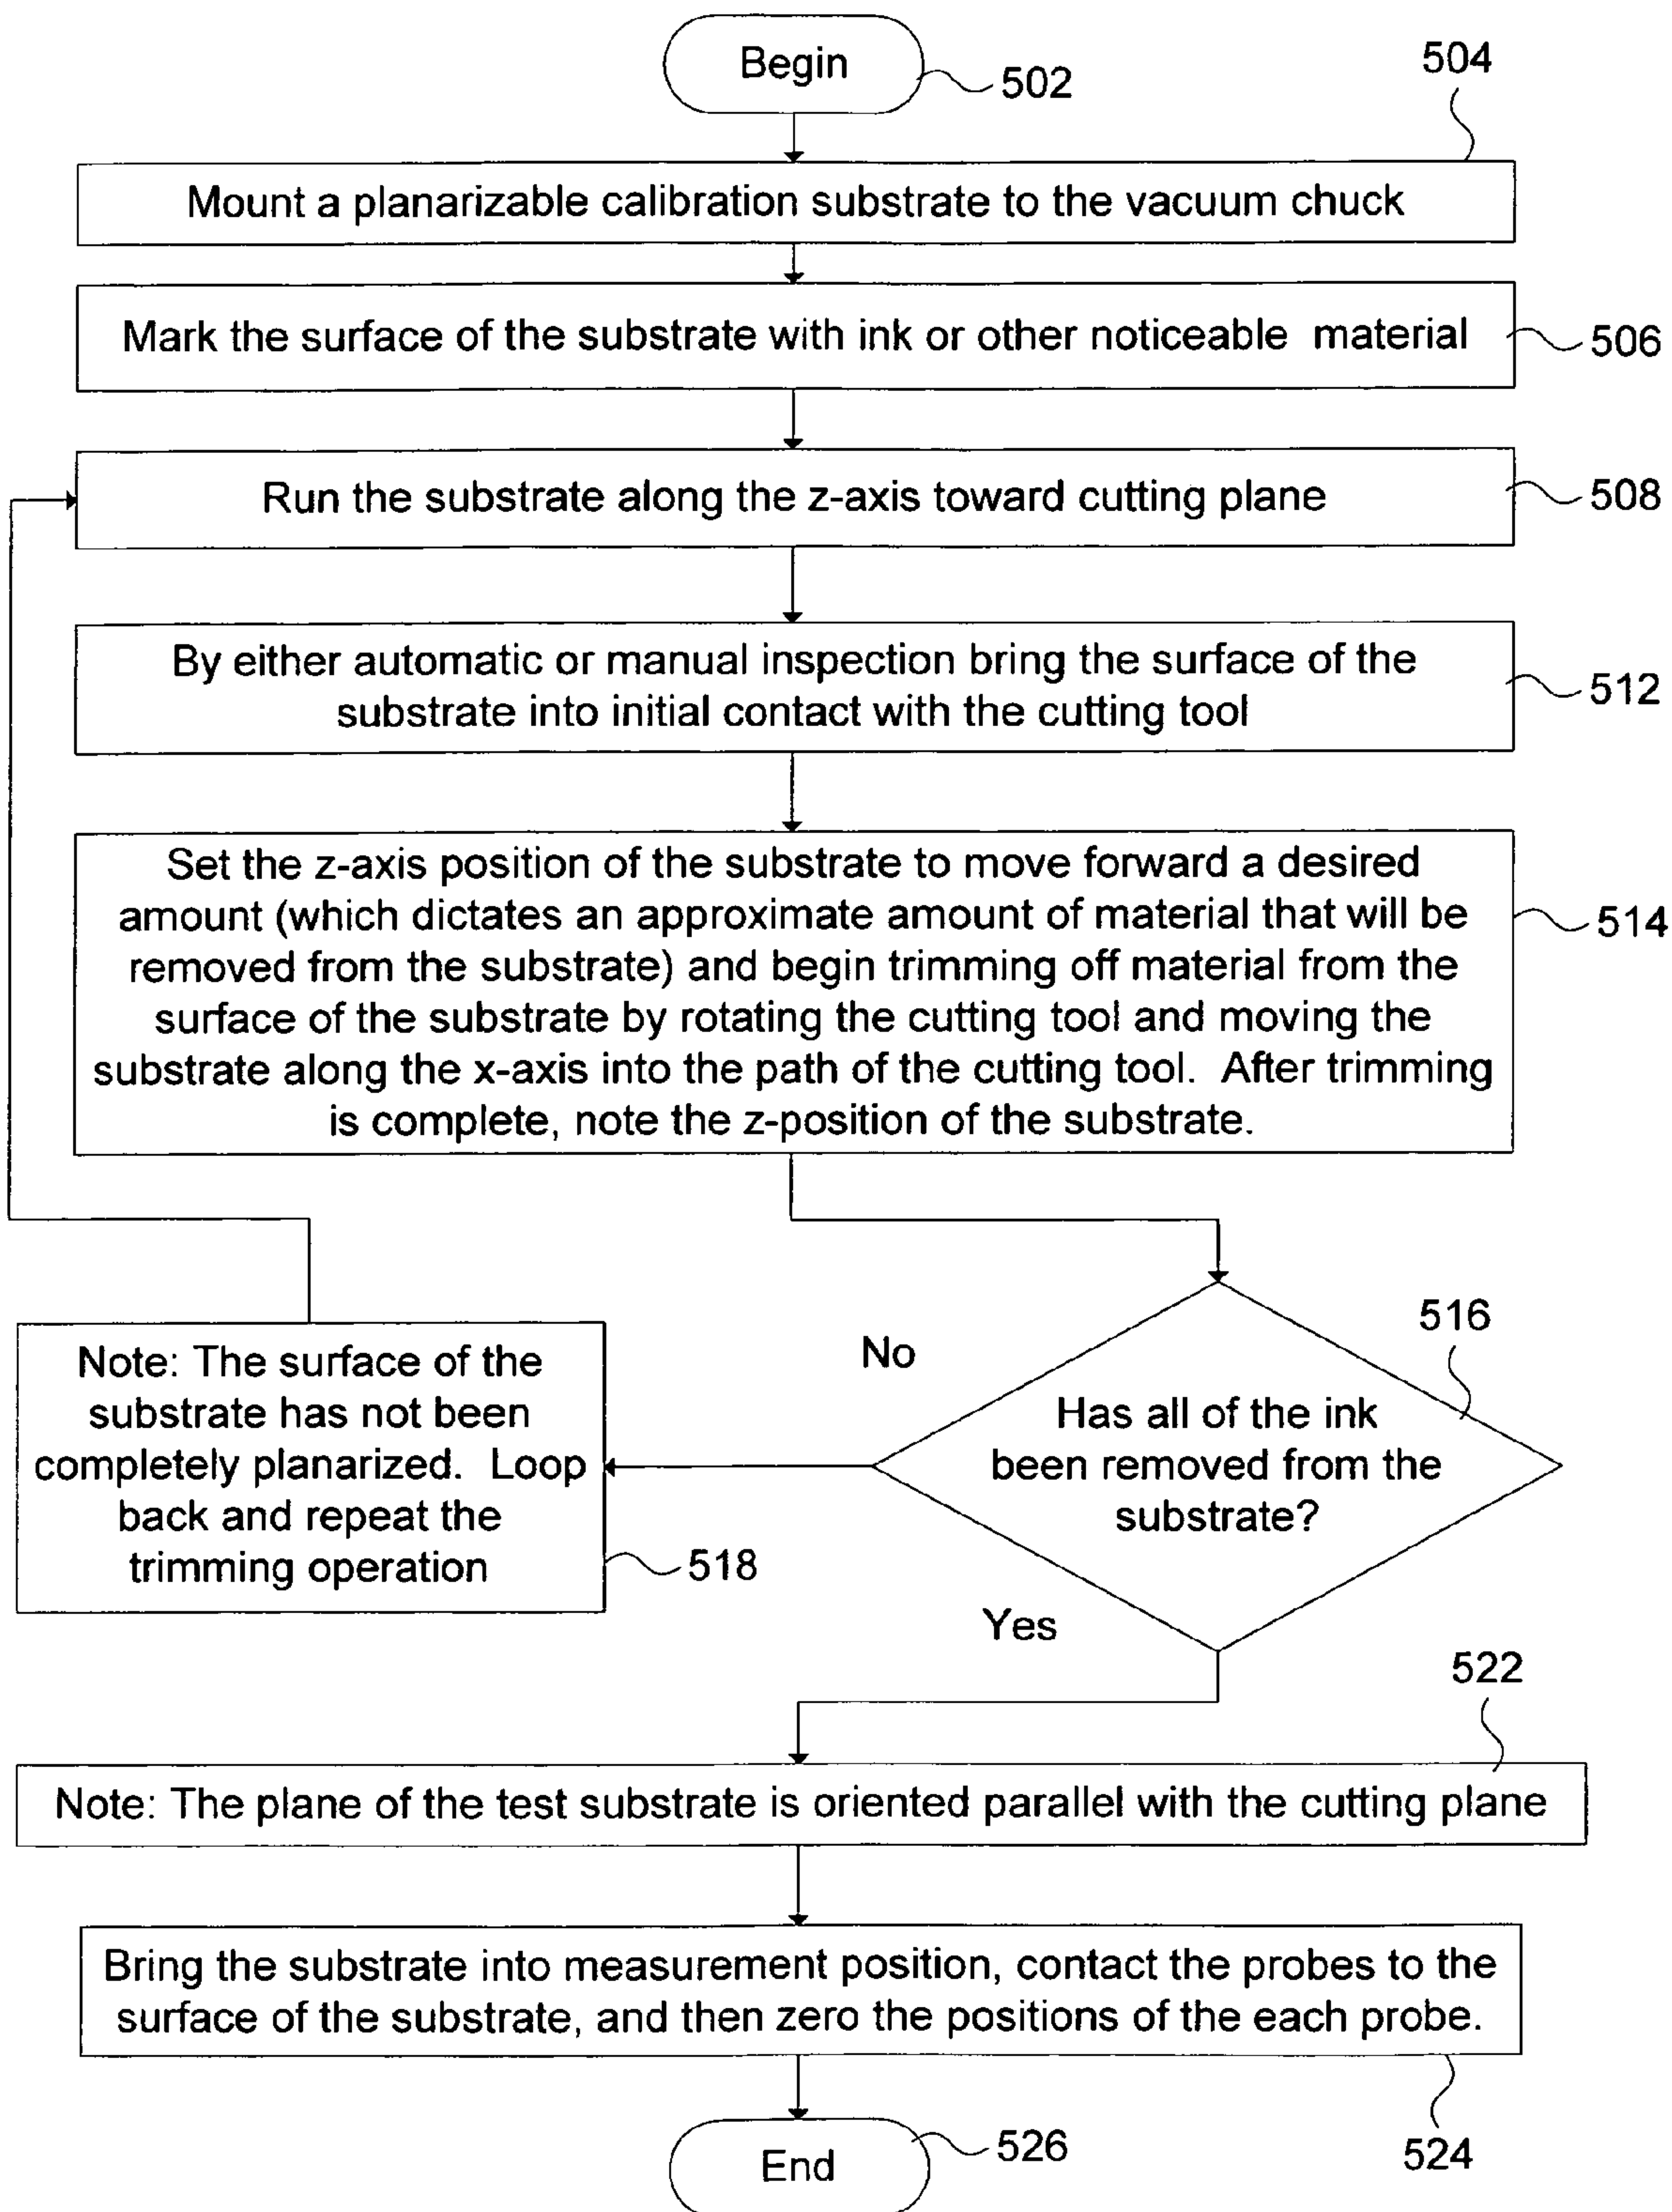 Begin
502
504
Mount a planarizable calibration substrate to the vacuum chuck
Mark the surface of the substrate with ink or other noticeable material
506
Run the substrate along the z-axis toward cutting plane
508
By either automatic or manual inspection bring the surface of the
substrate into initial contact with the cutting tool
512
Set the z-axis position of the substrate to move forward a desired
amount (which dictates an approximate amount of material that will be
removed from the substrate) and begin trimming off material from the
surface of the substrate by rotating the cutting tool and moving the
substrate along the x-axis into the path of the cutting tool. After trimming
is complete, note the z-position of the substrate.
514
516
Has all of the ink
been removed from the
substrate?
No
Note: The surface of the
substrate has not been
completely planarized. Loop
back and repeat the
trimming operation
518
Yes
522
Note: The plane of the test substrate is oriented parallel with the cutting plane
Bring the substrate into measurement position, contact the probes to the
surface of the substrate, and then zero the positions of the each probe.
524
End
526